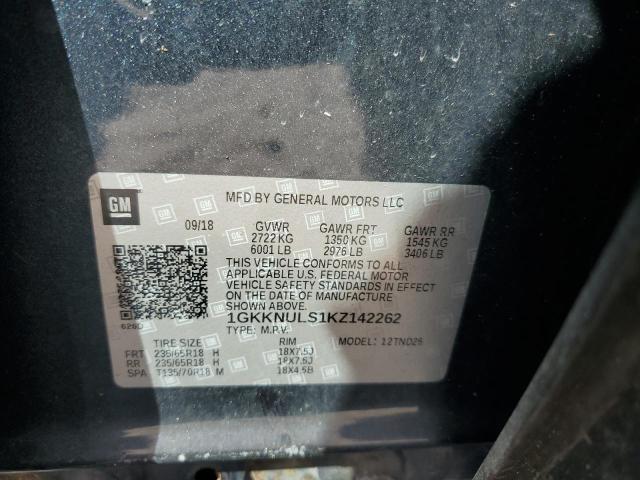 GM
MFD BY GENERAL MOTORS LLC
09/18 GVWR GAWR FRT GAWR RR
2722 KG 1350 KG 1545 KG
6001 LB 2976 LB 3406 LB
THIS VEHICLE CONFORMS TO ALL
APPLICABLE U.S. FEDERAL MOTOR
VEHICLE SAFETY STANDARDS IN EFFECT
ON THE DATE OF MANUFACTURE
SHOWN ABOVE.
1GKKNULS1KZ142262
TYPE: M.P.V.
TIRE SIZE RIM MODEL: 12TND26
FRT 235/65R18 H 18X7.5J
RR 235/65R18 H 18X7.5J
SPA T135/70R18 M 18X4.5B